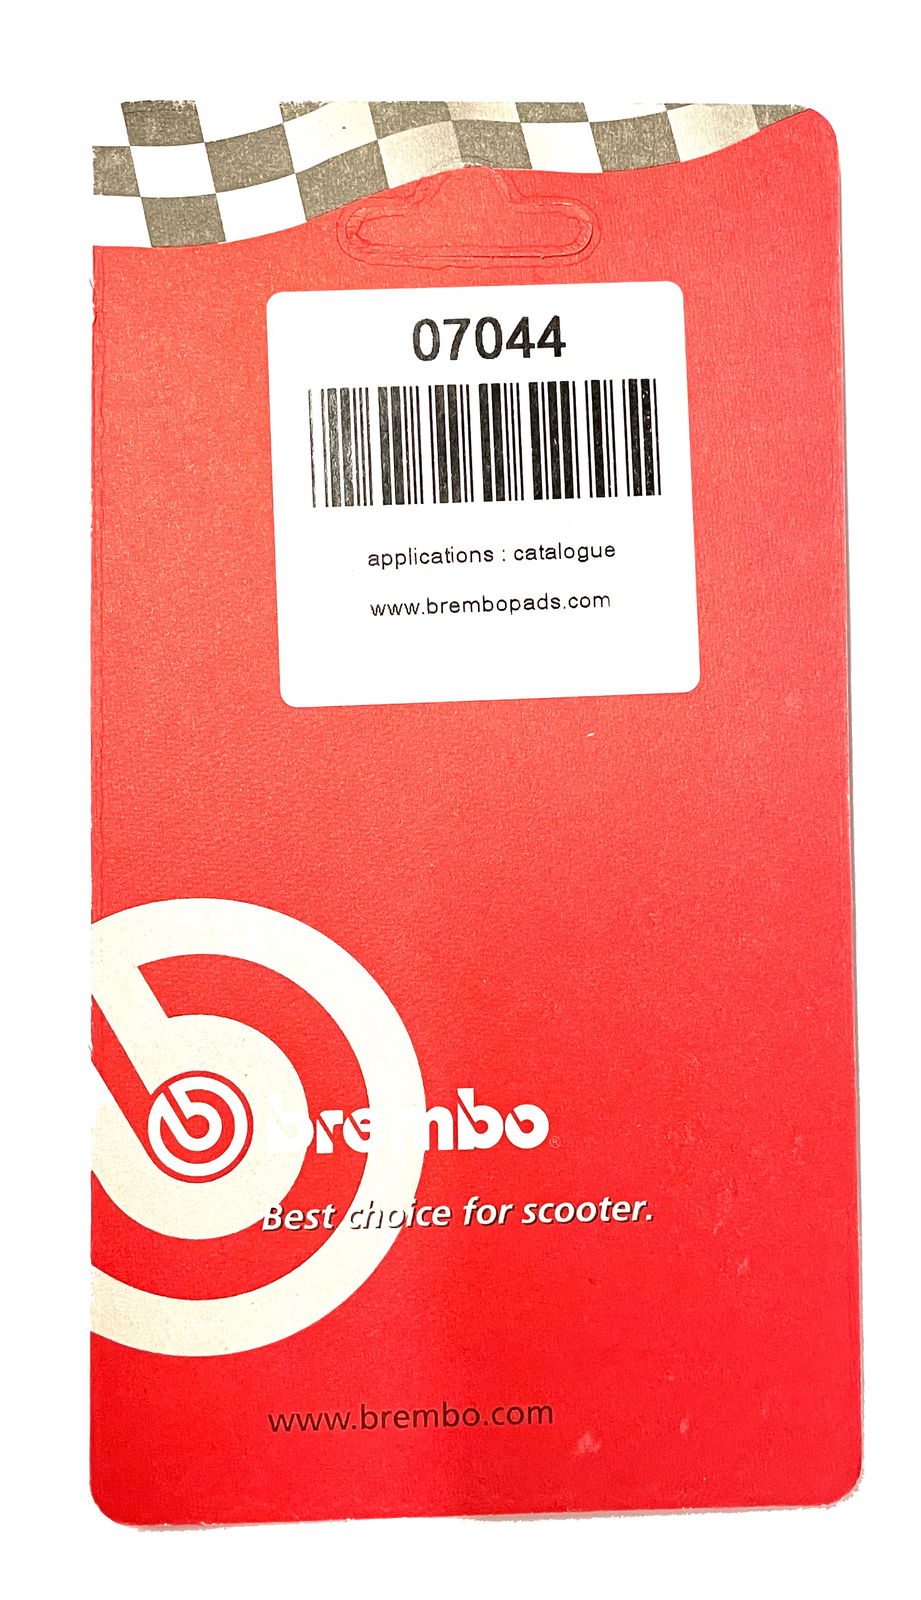 07044
applications : catalogue
www.brembopads.com
brembo®
Best choice for scooter.
www.brembo.com